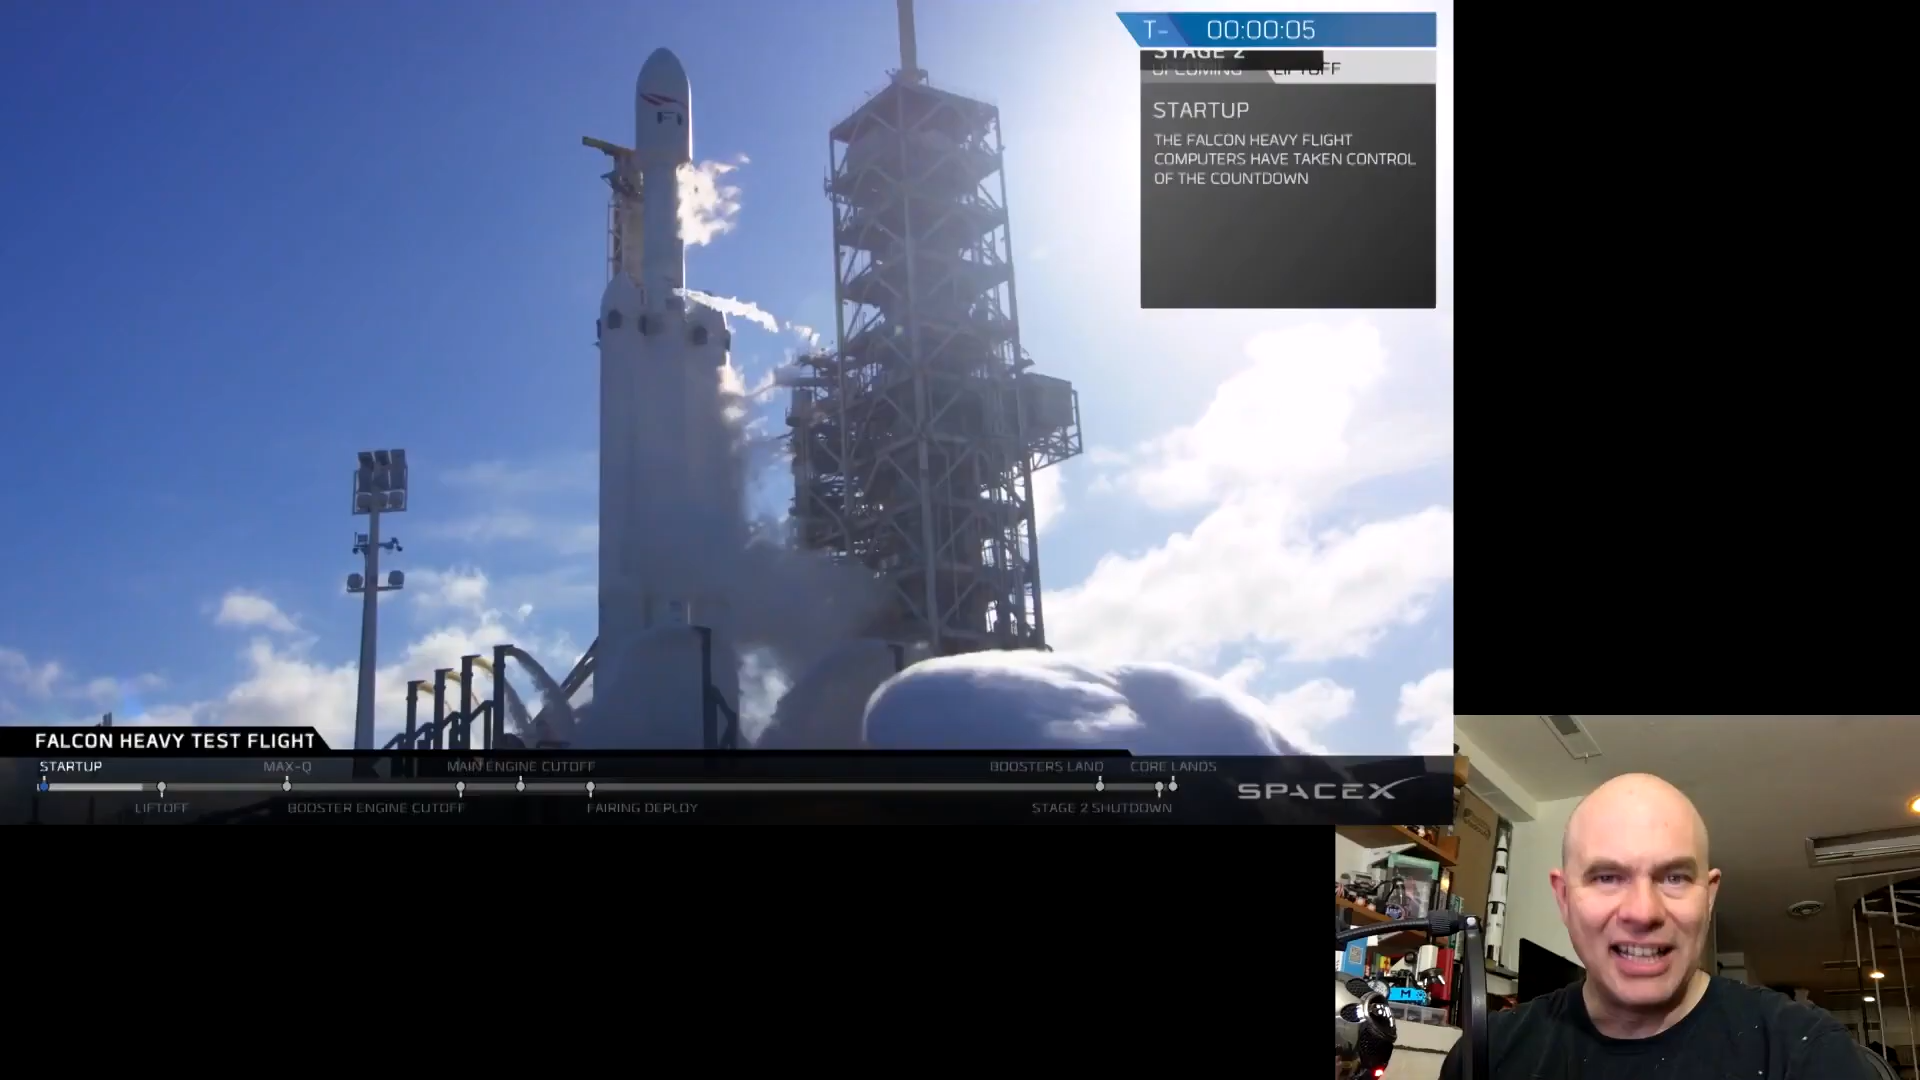 T- 00:00:05
STAGE 2
UPCOMING LIFTOFF
STARTUP
THE FALCON HEAVY FLIGHT
COMPUTERS HAVE TAKEN CONTROL
OF THE COUNTDOWN
FALCON HEAVY TEST FLIGHT
STARTUP MAX-Q MAIN ENGINE CUTOFF BOOSTERS LAND CORE LANDS
SPACEX
LIFTOFF BOOSTER ENGINE CUTOFF FAIRING DEPLOY STAGE 2 SHUTDOWN
M